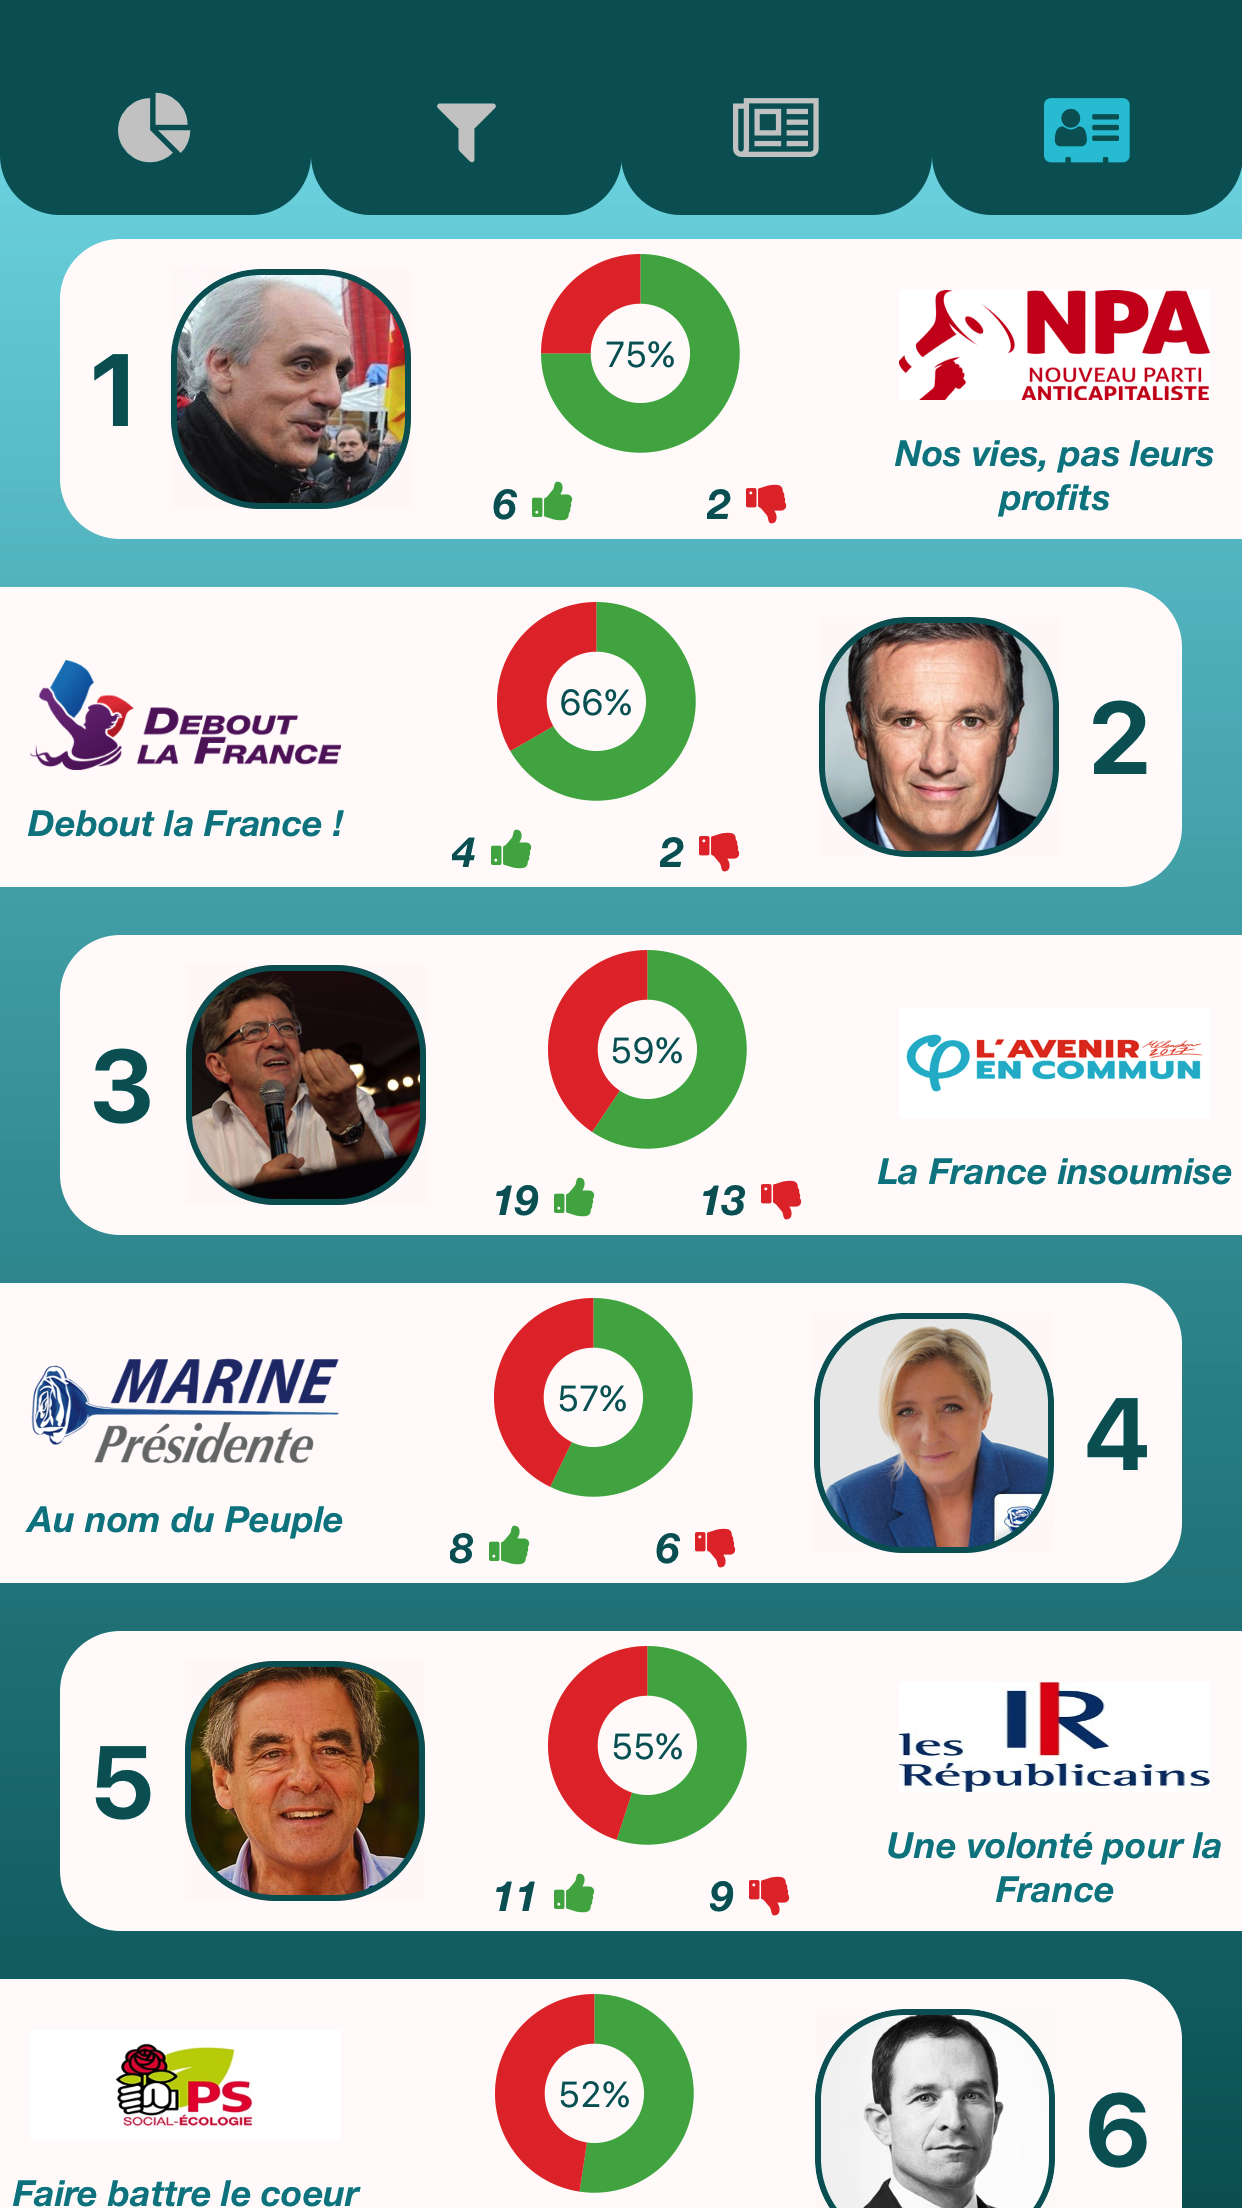 1
75%
6
2
NPA
NOUVEAU PARTI
ANTICAPITALISTE
Nos vies, pas leurs
profits
DEBOUT
LA FRANCE
Debout la France !
66%
4
2
2
3
59%
19
13
L'AVENIR
EN COMMUN
Mélenchon
2017
La France insoumise
MARINE
Présidente
Au nom du Peuple
57%
8
6
4
5
55%
11
9
lR
les
Républicains
Une volonté pour la
France
PS
SOCIAL-ÉCOLOGIE
Faire battre le coeur
52%
6